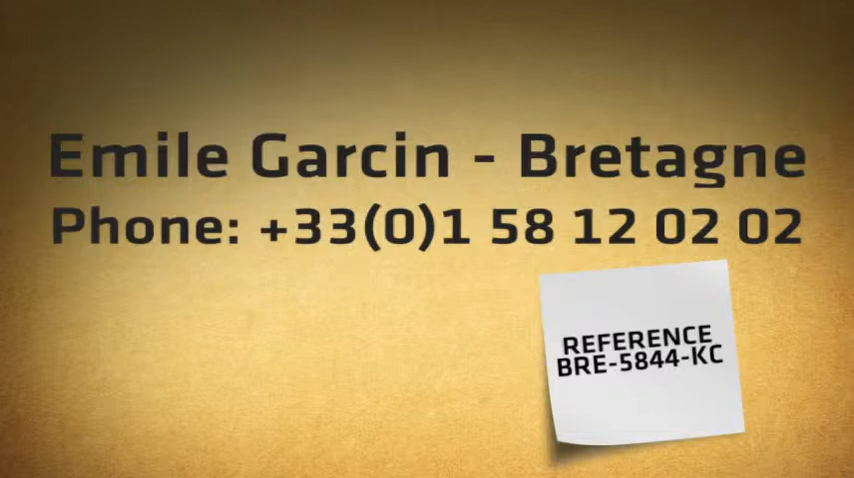 Emile Garcin - Bretagne
Phone: +33(0)1 58 12 02 02
REFERENCE
BRE-5844-KC